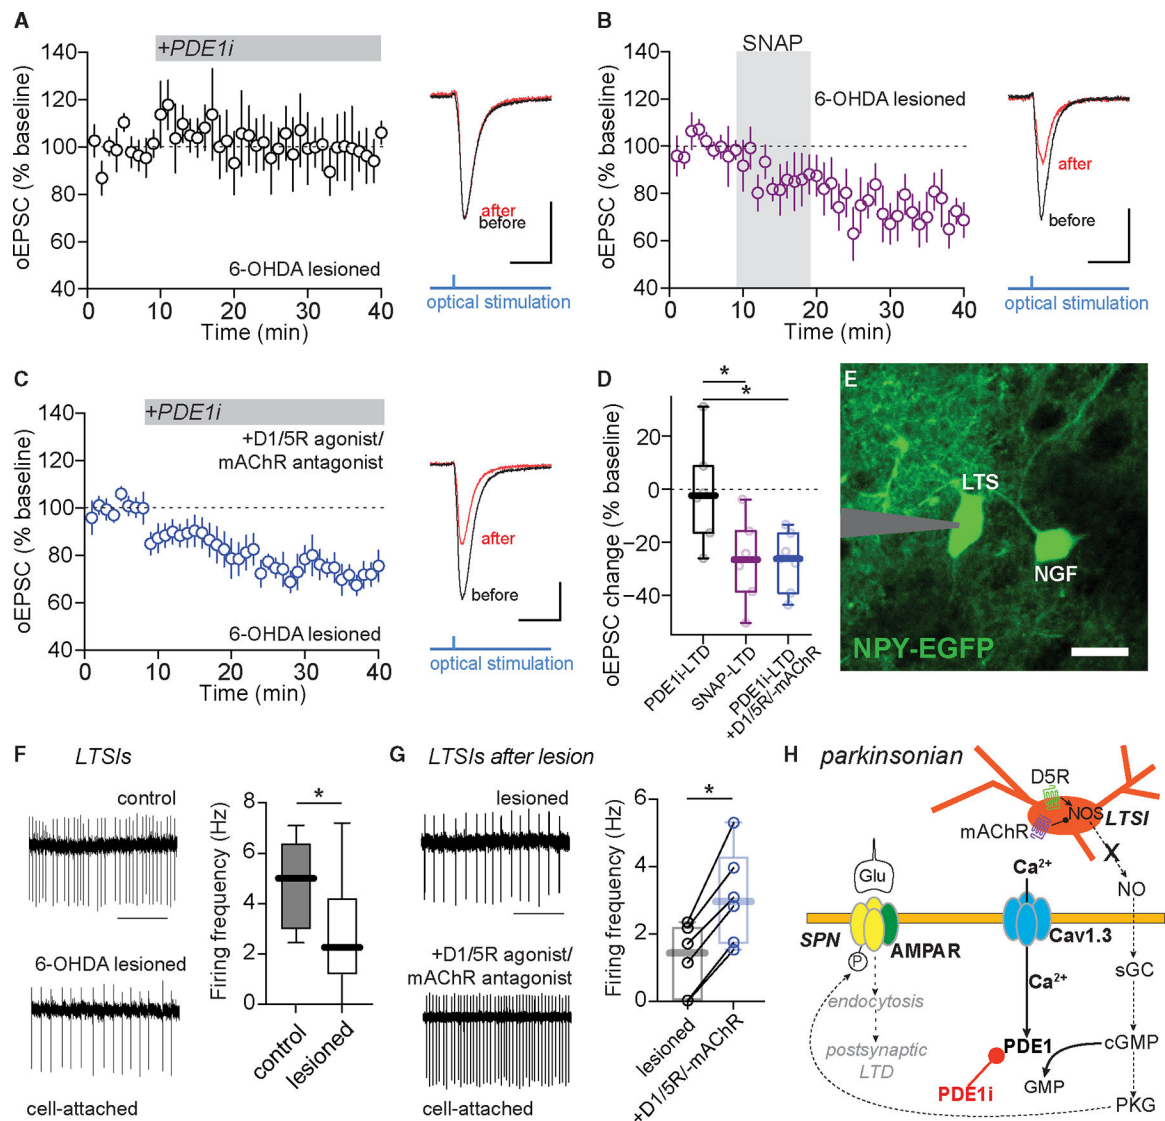 A
+PDE1i
oEPSC (% baseline)
140
120
100
80
60
40
6-OHDA lesioned
0
10
20
30
40
Time (min)
after
before
optical stimulation
B
SNAP
oEPSC (% baseline)
140
120
100
80
60
40
6-OHDA lesioned
0
10
20
30
40
Time (min)
after
before
optical stimulation
C
+PDE1i
+D1/5R agonist/
mAChR antagonist
oEPSC (% baseline)
140
120
100
80
60
40
6-OHDA lesioned
0
10
20
30
40
Time (min)
after
before
optical stimulation
D
*
*
oEPSC change (% baseline)
20
0
−20
−40
PDE1i-LTD
SNAP-LTD
PDE1i-LTD
+D1/5R/-mAChR
E
LTS
NGF
NPY-EGFP
F
LTSIs
control
6-OHDA lesioned
cell-attached
Firing frequency (Hz)
8
6
4
2
0
*
control
lesioned
G
LTSIs after lesion
lesioned
+D1/5R agonist/
mAChR antagonist
cell-attached
Firing frequency (Hz)
6
4
2
0
*
lesioned
+D1/5R/-mAChR
H
parkinsonian
D5R
NOS
LTSI
mAChR
X
Glu
Ca2+
NO
SPN
AMPAR
Cav1.3
P
sGC
Ca2+
endocytosis
postsynaptic
LTD
PDE1
cGMP
PDE1i
GMP
PKG